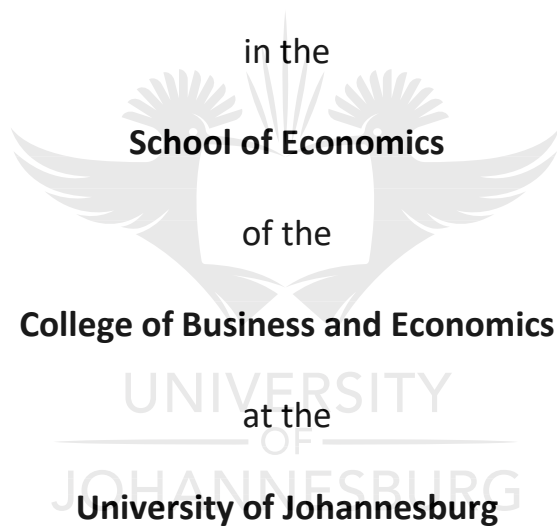 in the
School of Economics
of the
College of Business and Economics
UNIVERSITY
at the
OF
JOHANNESBURG
University of Johannesburg